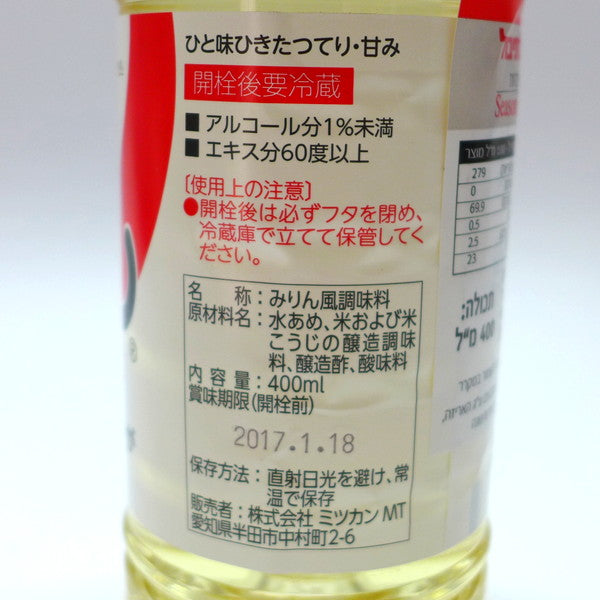 ひと味ひきたつてり・甘み
開栓後要冷蔵
■アルコール分1%未満
■エキス分60度以上
〔使用上の注意〕
●開栓後は必ずフタを閉め、
冷蔵庫で立てて保管してく
ださい。
名　　称：みりん風調味料
原材料名：水あめ、米および米
こうじの醸造調味
料、醸造酢、酸味料
内 容 量：400ml
賞味期限(開栓前)
2017.1.18
保存方法：直射日光を避け、常
温で保存
販売者：株式会社 ミツカン MT
愛知県半田市中村町2-6
®
279
0
69.9
0.5
2.5
23
תכולה:
400 מ"ל